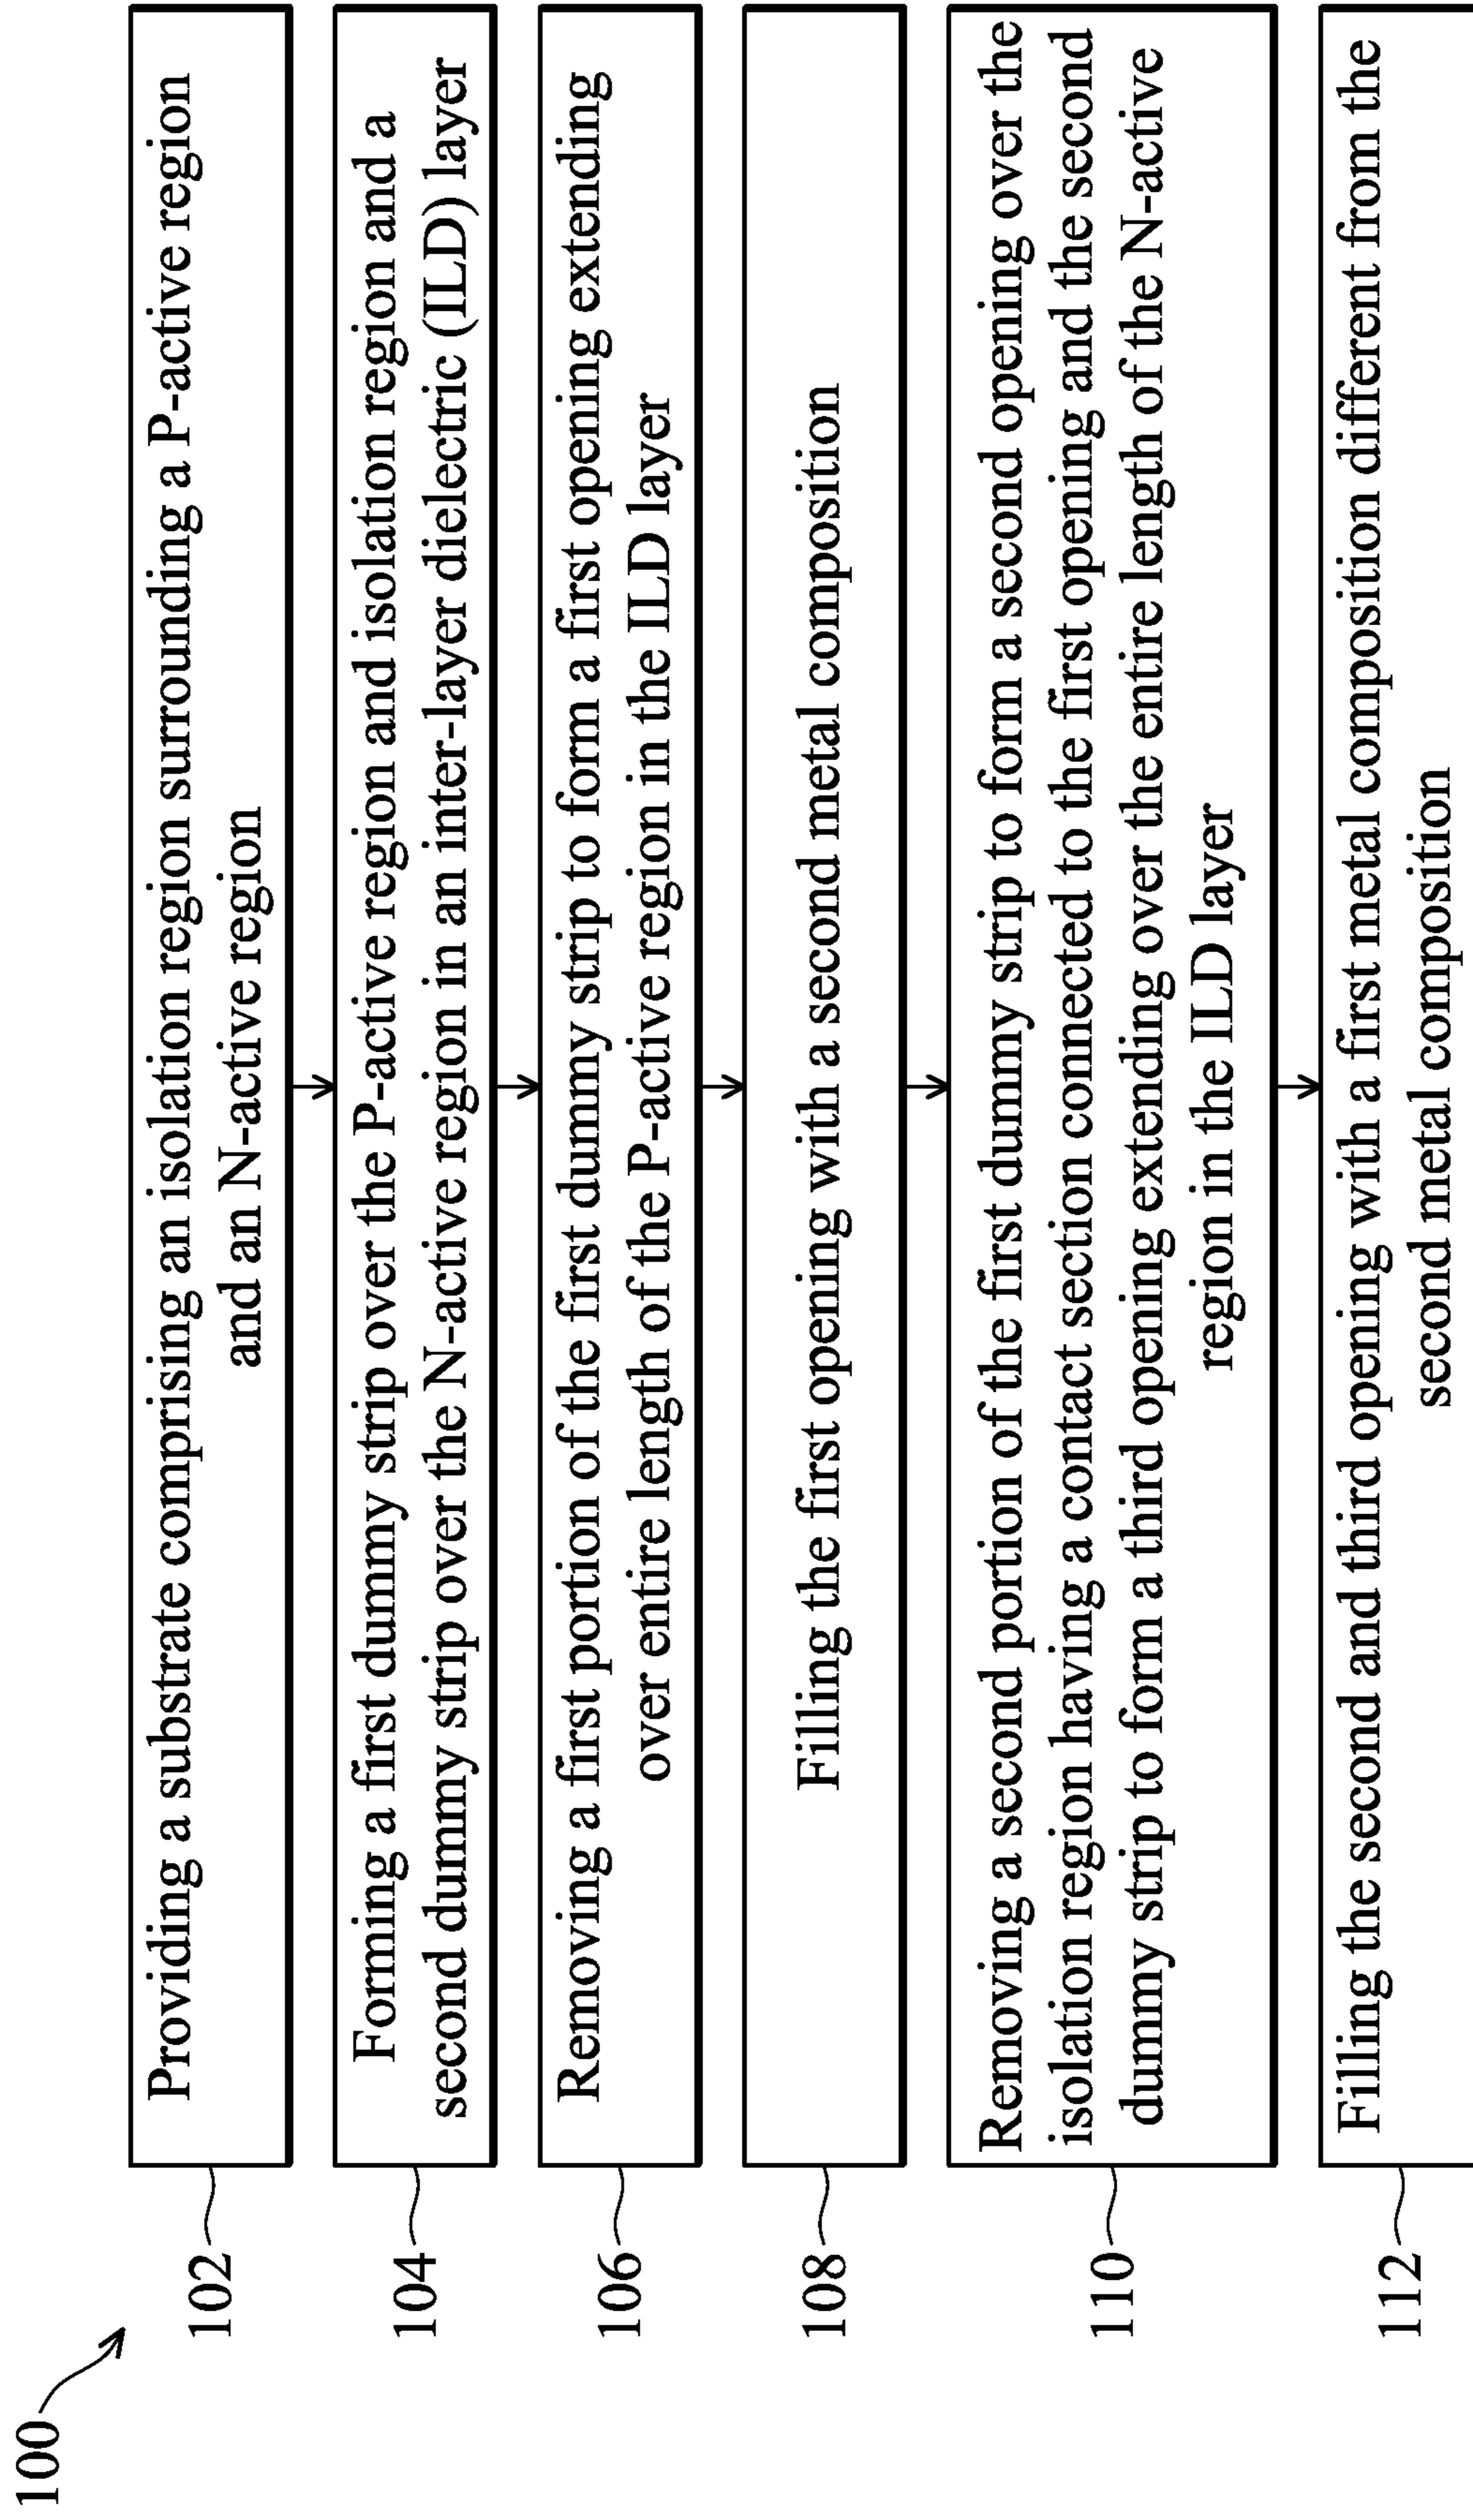 100
102
Providing a substrate comprising an isolation region surrounding a P-active region
and an N-active region
104
Forming a first dummy strip over the P-active region and isolation region and a
second dummy strip over the N-active region in an inter-layer dielectric (ILD) layer
106
Removing a first portion of the first dummy strip to form a first opening extending
over entire length of the P-active region in the ILD layer
108
Filling the first opening with a second metal composition
110
Removing a second portion of the first dummy strip to form a second opening over the
isolation region having a contact section connected to the first opening and the second
dummy strip to form a third opening extending over the entire length of the N-active
region in the ILD layer
112
Filling the second and third opening with a first metal composition different from the
second metal composition